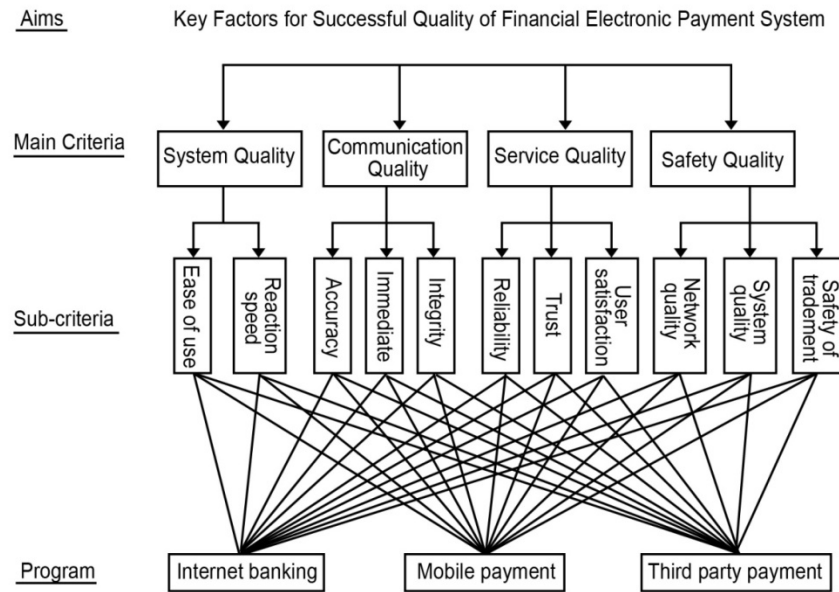 Aims
Key Factors for Successful Quality of Financial Electronic Payment System
Main Criteria
System Quality
Communication
Quality
Service Quality
Safety Quality
Sub-criteria
Ease of use
Reaction
speed
Accuracy
Immediate
Integrity
Reliability
Trust
User
satisfaction
Network
quality
System
quality
Safety of
tradement
Program
Internet banking
Mobile payment
Third party payment